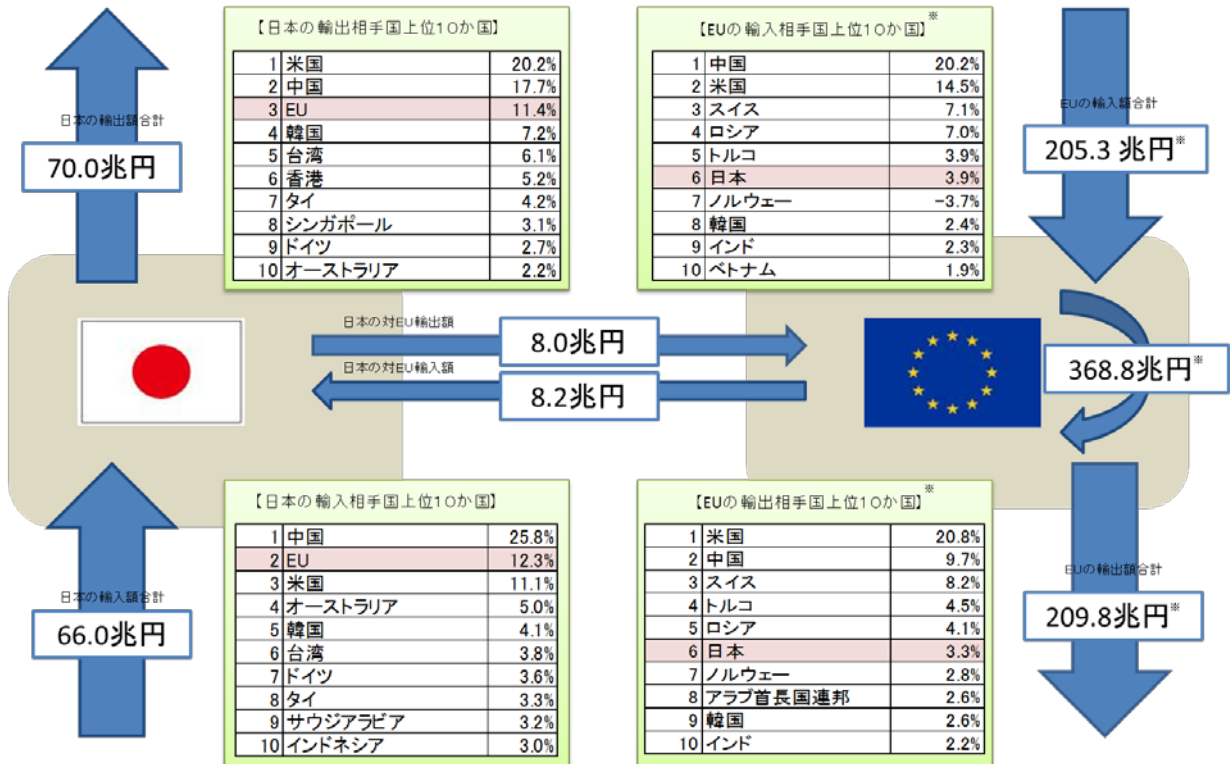 【日本の輸出相手国上位10か国】
1 米国 20.2%
2 中国 17.7%
3 EU 11.4%
4 韓国 7.2%
5 台湾 6.1%
6 香港 5.2%
7 タイ 4.2%
8 シンガポール 3.1%
9 ドイツ 2.7%
10 オーストラリア 2.2%
【EUの輸入相手国上位10か国】※
1 中国 20.2%
2 米国 14.5%
3 スイス 7.1%
4 ロシア 7.0%
5 トルコ 3.9%
6 日本 3.9%
7 ノルウェー -3.7%
8 韓国 2.4%
9 インド 2.3%
10 ベトナム 1.9%
日本の輸出額合計
70.0兆円
EUの輸入額合計
205.3 兆円※
日本の対EU輸出額
8.0兆円
日本の対EU輸入額
8.2兆円
368.8兆円※
【日本の輸入相手国上位10か国】
1 中国 25.8%
2 EU 12.3%
3 米国 11.1%
4 オーストラリア 5.0%
5 韓国 4.1%
6 台湾 3.8%
7 ドイツ 3.6%
8 タイ 3.3%
9 サウジアラビア 3.2%
10 インドネシア 3.0%
【EUの輸出相手国上位10か国】※
1 米国 20.8%
2 中国 9.7%
3 スイス 8.2%
4 トルコ 4.5%
5 ロシア 4.1%
6 日本 3.3%
7 ノルウェー 2.8%
8 アラブ首長国連邦 2.6%
9 韓国 2.6%
10 インド 2.2%
日本の輸入額合計
66.0兆円
EUの輸出額合計
209.8兆円※